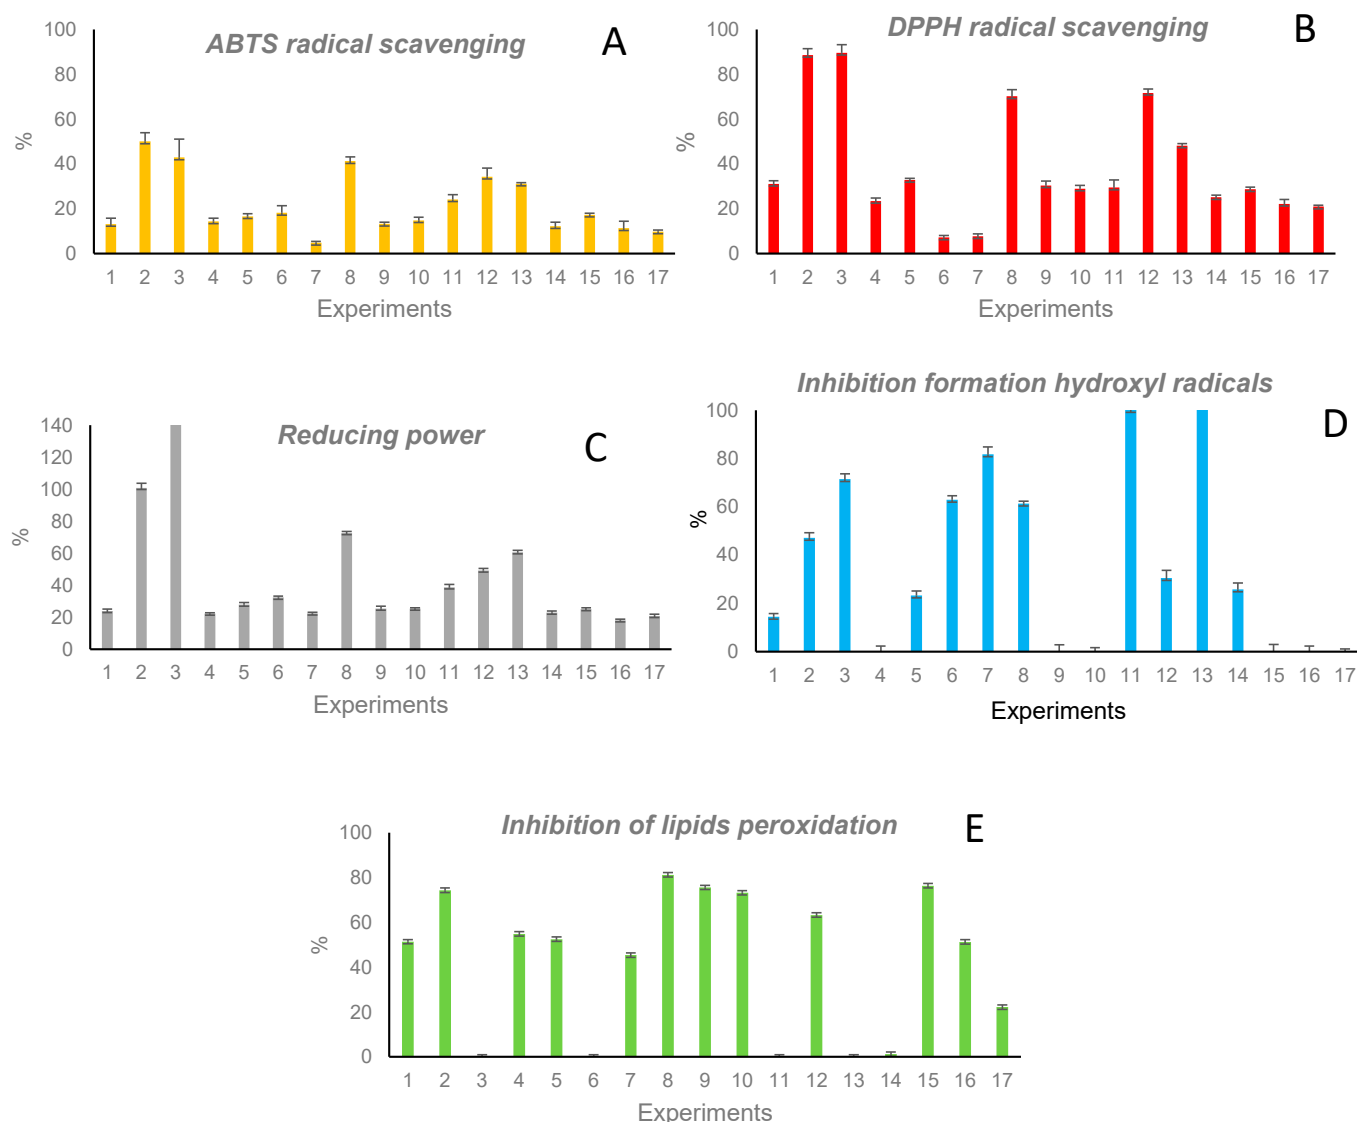 ABTS radical scavenging A
100
80
60
40
20
0
%
1 2 3 4 5 6 7 8 9 10 11 12 13 14 15 16 17
Experiments
DPPH radical scavenging B
100
80
60
40
20
0
%
1 2 3 4 5 6 7 8 9 10 11 12 13 14 15 16 17
Experiments
Reducing power C
140
120
100
80
60
40
20
0
%
1 2 3 4 5 6 7 8 9 10 11 12 13 14 15 16 17
Experiments
Inhibition formation hydroxyl radicals
D
100
80
60
40
20
0
%
1 2 3 4 5 6 7 8 9 10 11 12 13 14 15 16 17
Experiments
Inhibition of lipids peroxidation E
100
80
60
40
20
0
%
1 2 3 4 5 6 7 8 9 10 11 12 13 14 15 16 17
Experiments